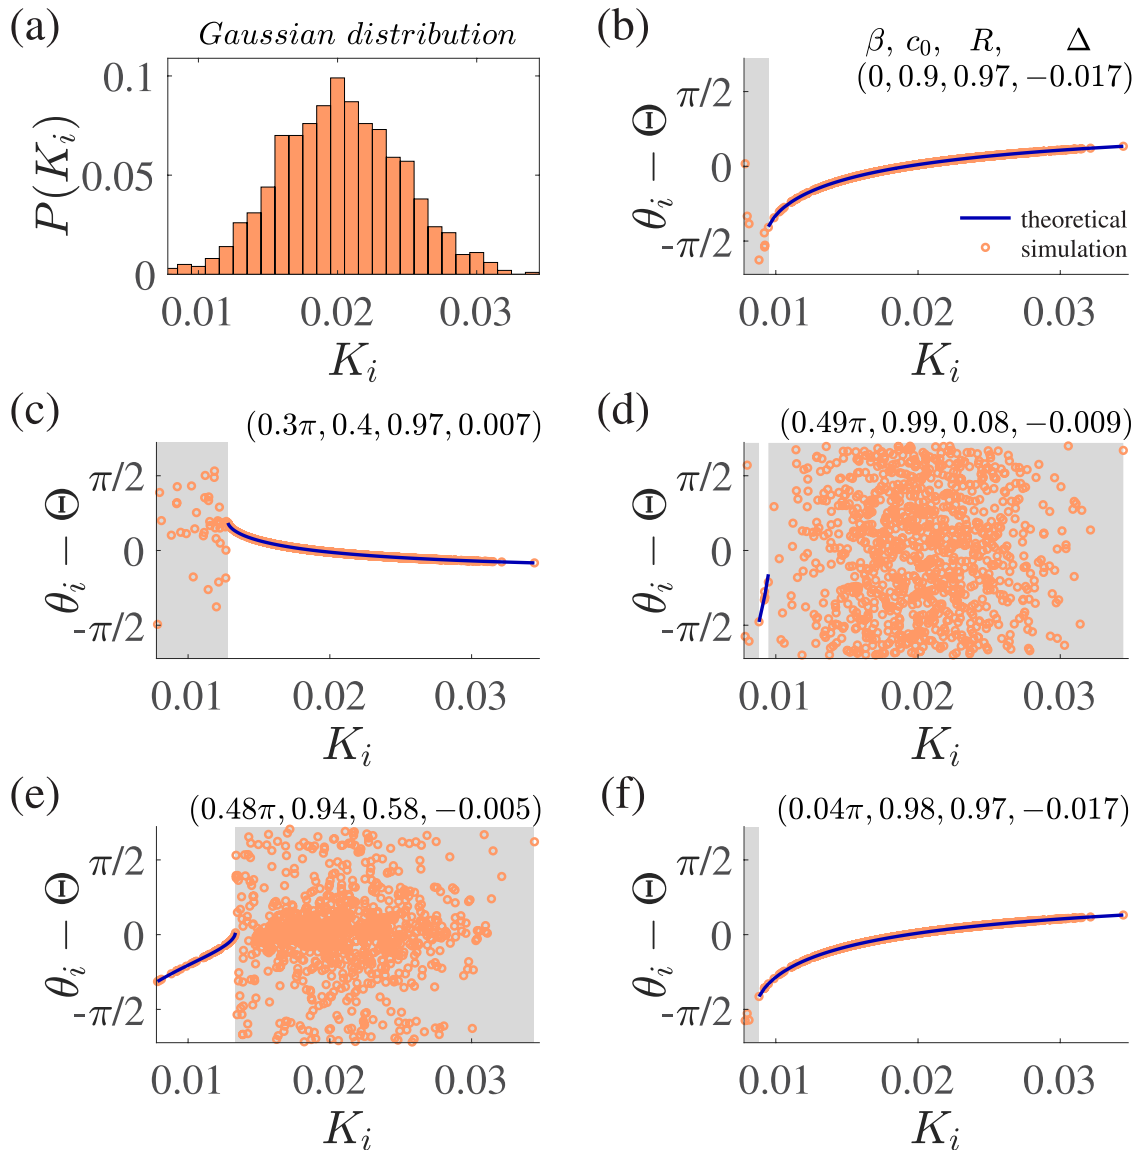 (a)
Gaussian distribution
0.1
0.05
0
P(K_i)
0.01 0.02 0.03
K_i
(b)
β, c₀, R, Δ
(0, 0.9, 0.97, −0.017)
π/2
0
-π/2
θ_i − Θ
theoretical
simulation
0.01 0.02 0.03
K_i
(c)
(0.3π, 0.4, 0.97, 0.007)
π/2
0
-π/2
θ_i − Θ
0.01 0.02 0.03
K_i
(d)
(0.49π, 0.99, 0.08, −0.009)
π/2
0
-π/2
θ_i − Θ
0.01 0.02 0.03
K_i
(e)
(0.48π, 0.94, 0.58, −0.005)
π/2
0
-π/2
θ_i − Θ
0.01 0.02 0.03
K_i
(f)
(0.04π, 0.98, 0.97, −0.017)
π/2
0
-π/2
θ_i − Θ
0.01 0.02 0.03
K_i